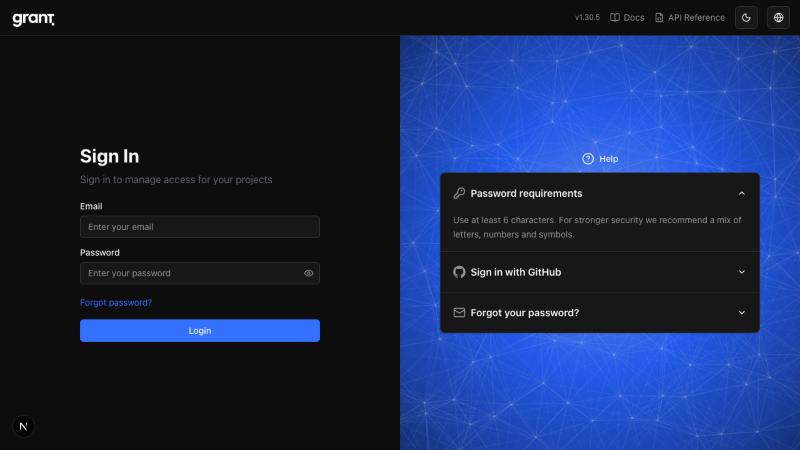 grant.
v1.30.5
Docs
API Reference
Sign In
Sign in to manage access for your projects
Email
Enter your email
Password
Enter your password
Forgot password?
Login
N
Help
Password requirements
Use at least 6 characters. For stronger security we recommend a mix of
letters, numbers and symbols.
Sign in with GitHub
Forgot your password?